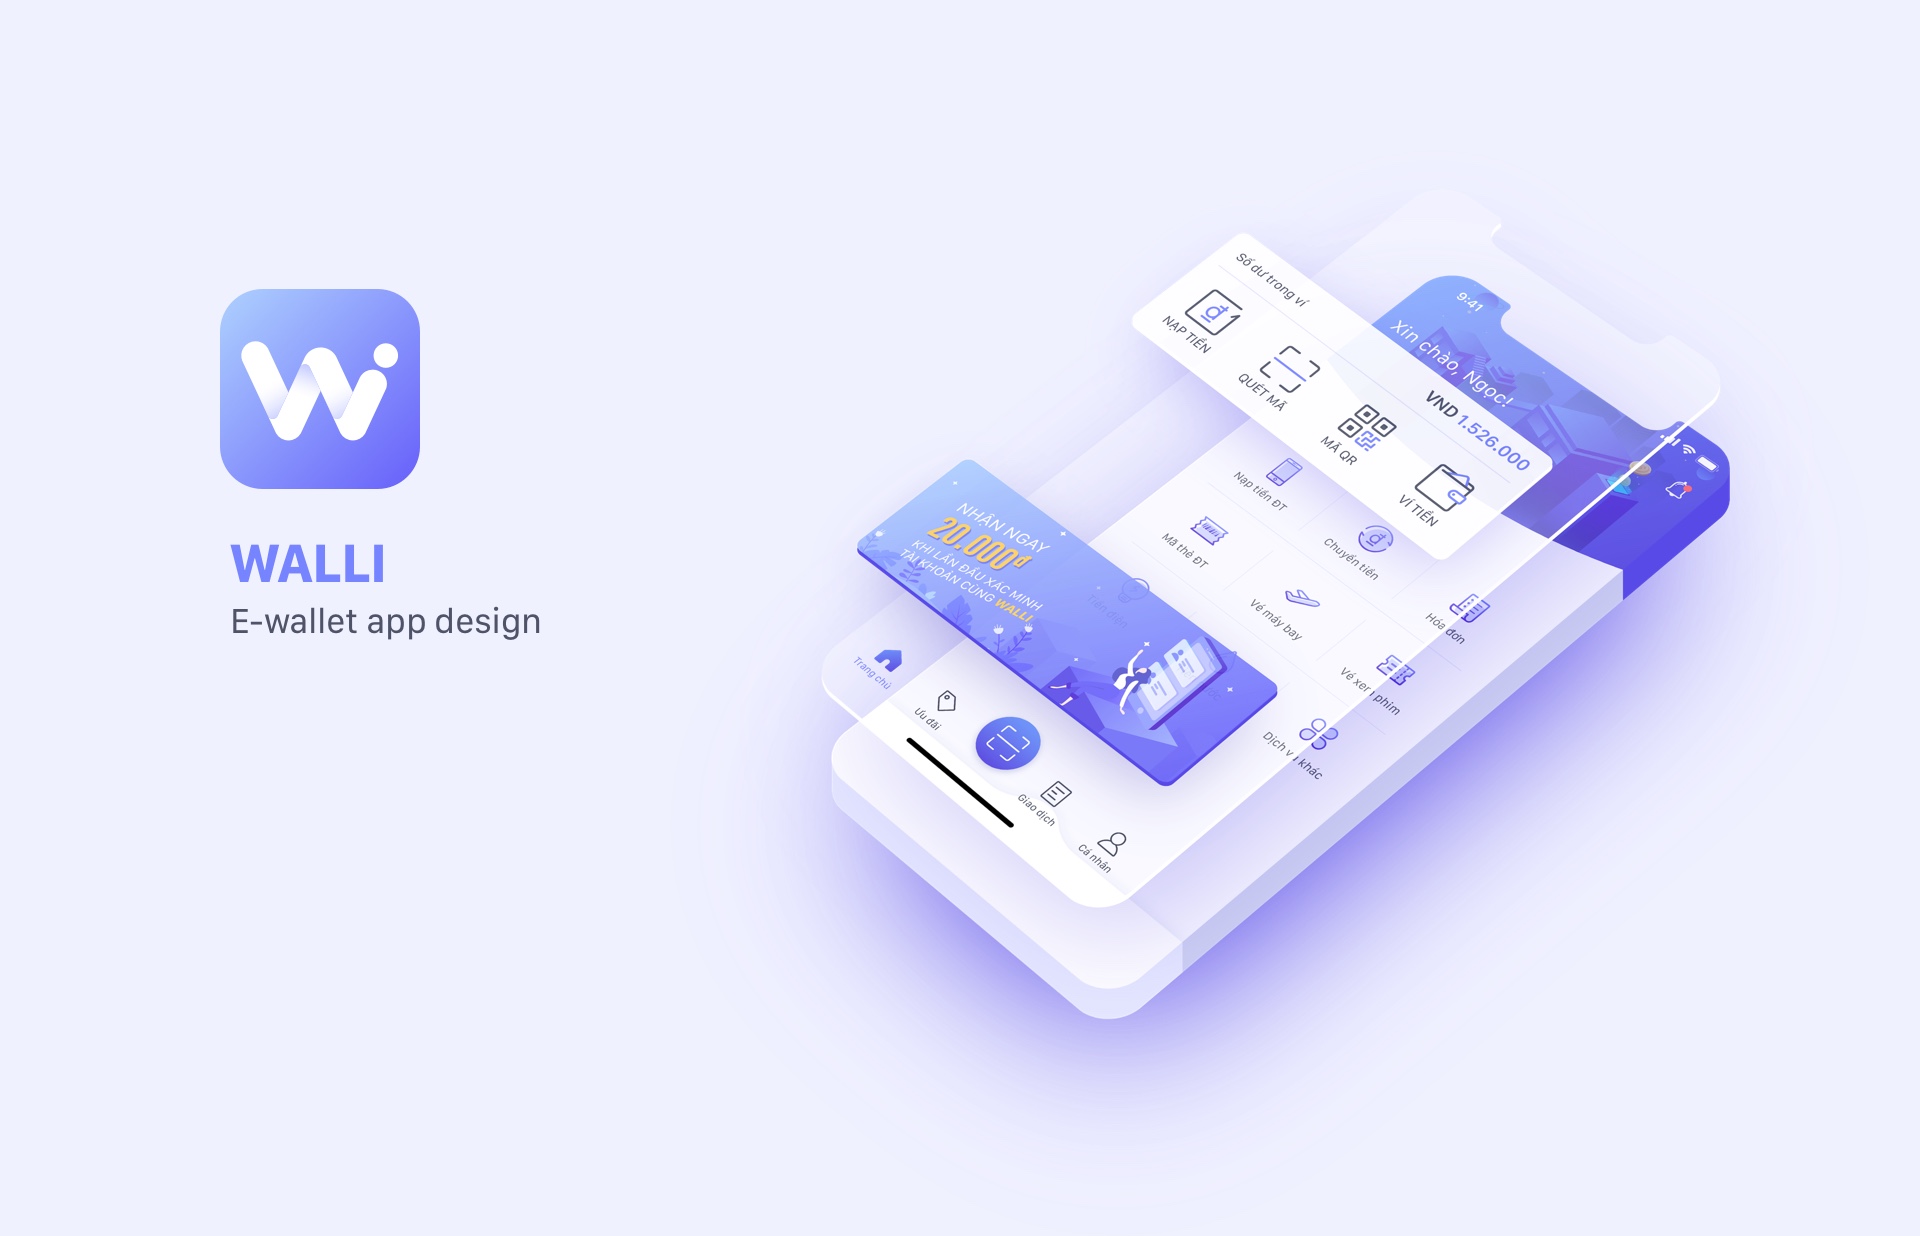 Wi
WALLI
E-wallet app design
9:41
Xin chào, Ngọc!
Số dư trong ví
VND 1.526.000
NẠP TIỀN
QUÉT MÃ
MÃ QR
VÍ TIỀN
Nạp tiền ĐT
Chuyển tiền
Hóa đơn
Mã thẻ ĐT
Vé máy bay
Vé xem phim
Tiền điện
Dịch vụ khác
NHẬN NGAY
20.000đ
KHI LẦN ĐẦU XÁC MINH
TÀI KHOẢN CÙNG WALLI
Trang chủ
Ưu đãi
Giao dịch
Cá nhân